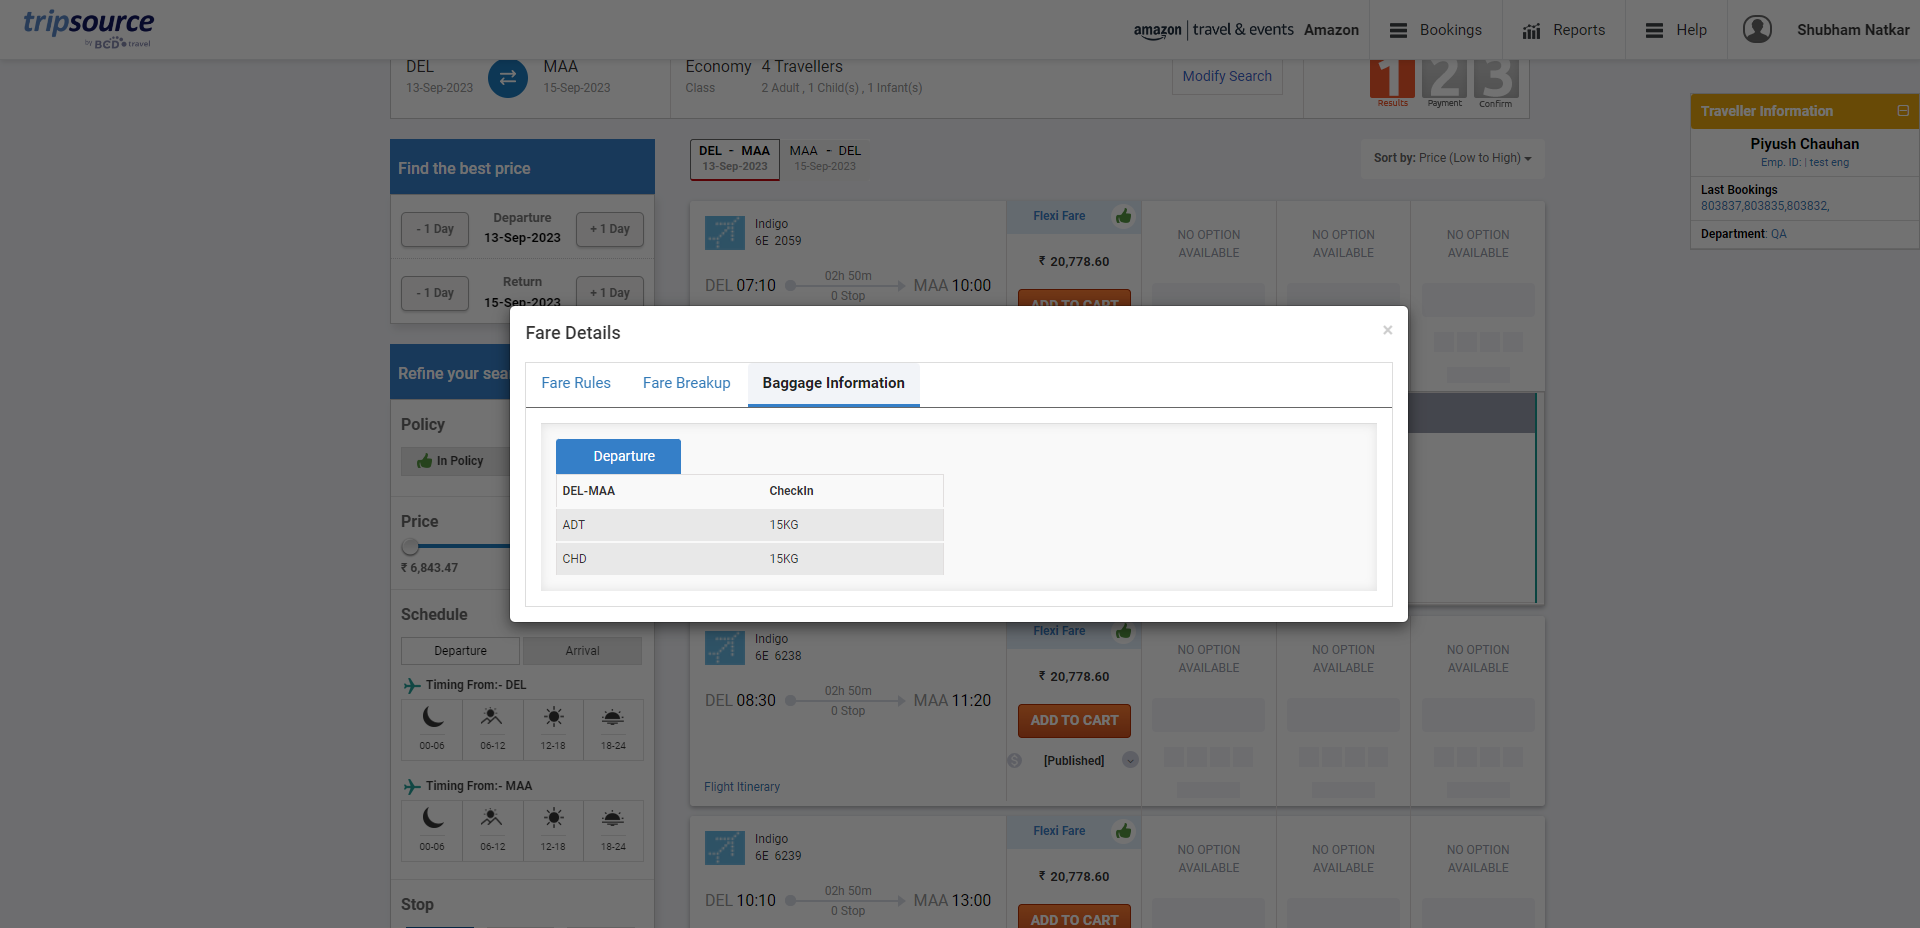 tripsource
by BCD travel
amazon | travel & events Amazon
Bookings
Reports
Help
Shubham Natkar
DEL
13-Sep-2023
MAA
15-Sep-2023
Economy
Class
4 Travellers
2 Adult , 1 Child(s) , 1 Infant(s)
Modify Search
1 2 3
Results Payment Confirm
Traveller Information
Piyush Chauhan
Emp. ID: | test eng
Last Bookings
803837,803835,803832,
Department: QA
Find the best price
- 1 Day
Departure
13-Sep-2023
+ 1 Day
- 1 Day
Return
15-Sep-2023
+ 1 Day
DEL - MAA
13-Sep-2023
MAA - DEL
15-Sep-2023
Sort by: Price (Low to High)
Indigo
6E 2059
DEL 07:10
02h 50m
0 Stop
MAA 10:00
Flexi Fare
₹ 20,778.60
ADD TO CART
NO OPTION
AVAILABLE
NO OPTION
AVAILABLE
NO OPTION
AVAILABLE
Fare Details
×
Fare Rules
Fare Breakup
Baggage Information
Departure
DEL-MAA CheckIn
ADT 15KG
CHD 15KG
Refine your sea
Policy
In Policy
Price
₹ 6,843.47
Schedule
Departure
Arrival
Timing From:- DEL
00-06 06-12 12-18 18-24
Timing From:- MAA
00-06 06-12 12-18 18-24
Stop
Indigo
6E 6238
DEL 08:30
02h 50m
0 Stop
MAA 11:20
Flight Itinerary
Flexi Fare
₹ 20,778.60
ADD TO CART
[Published]
NO OPTION
AVAILABLE
NO OPTION
AVAILABLE
NO OPTION
AVAILABLE
Indigo
6E 6239
DEL 10:10
02h 50m
0 Stop
MAA 13:00
Flexi Fare
₹ 20,778.60
ADD TO CART
NO OPTION
AVAILABLE
NO OPTION
AVAILABLE
NO OPTION
AVAILABLE